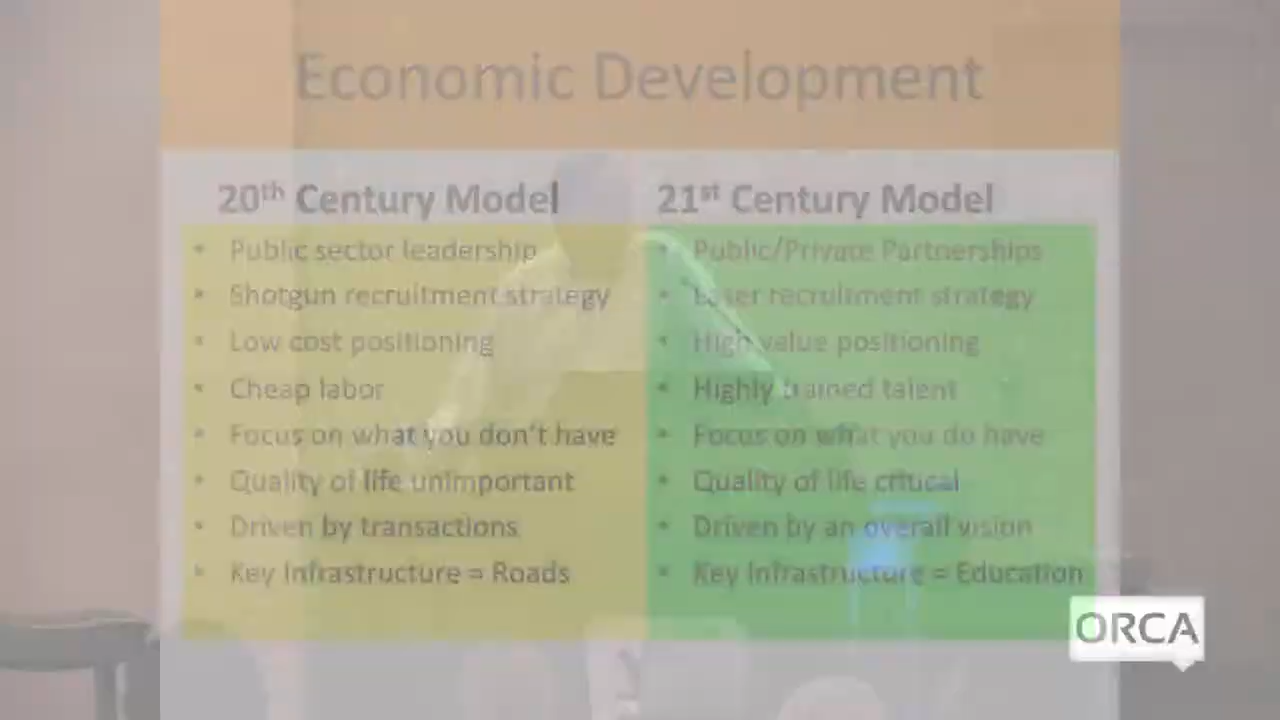 Economic Development
20th Century Model
• Public sector leadership
• Shotgun recruitment strategy
• Low cost positioning
• Cheap labor
• Focus on what you don't have
• Quality of life unimportant
• Driven by transactions
• Key Infrastructure = Roads
21st Century Model
• Public/Private Partnerships
• Laser recruitment strategy
• High value positioning
• Highly trained talent
• Focus on what you do have
• Quality of life critical
• Driven by an overall vision
• Key Infrastructure = Education
ORCA